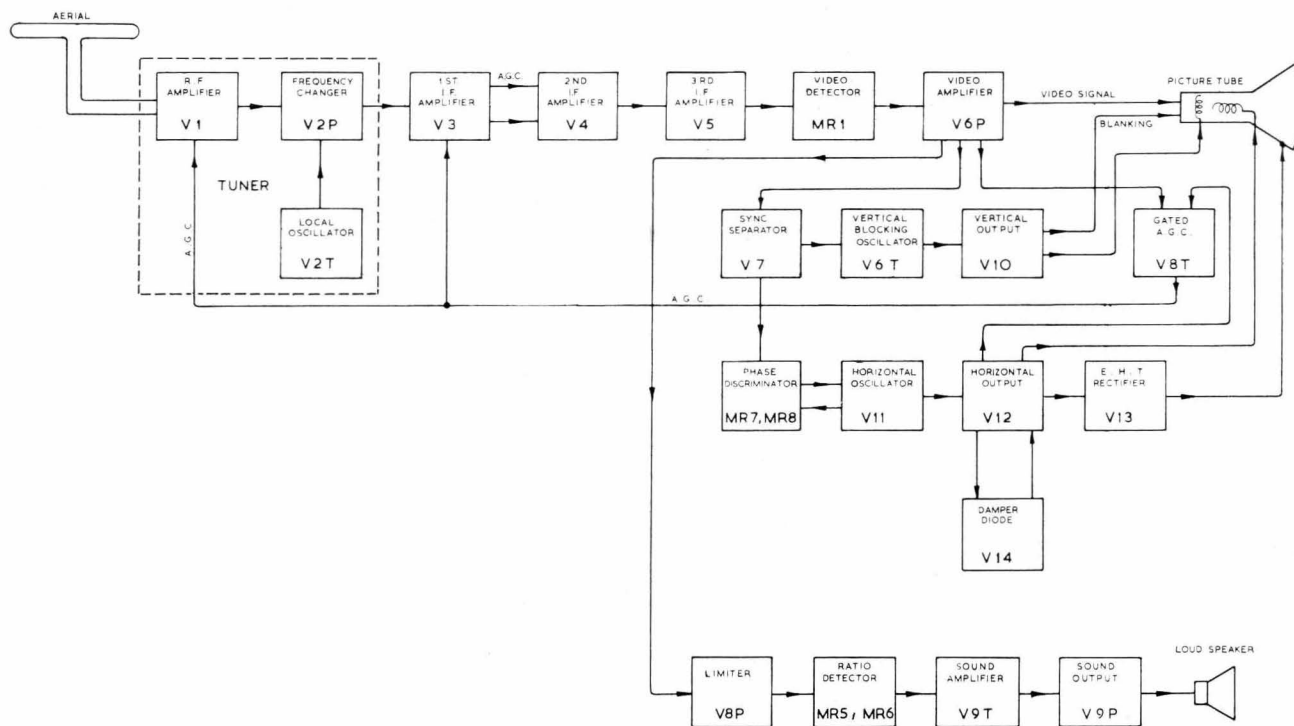 AERIAL
R.F
AMPLIFIER
V1
FREQUENCY
CHANGER
V2P
1ST
I.F.
AMPLIFIER
V3
A.G.C.
2ND
I.F
AMPLIFIER
V4
3RD
I.F
AMPLIFIER
V5
VIDEO
DETECTOR
MR1
VIDEO
AMPLIFIER
V6P
VIDEO SIGNAL
BLANKING
PICTURE TUBE
TUNER
LOCAL
OSCILLATOR
V2T
A.G.C
SYNC
SEPARATOR
V7
VERTICAL
BLOCKING
OSCILLATOR
V6T
VERTICAL
OUTPUT
V10
GATED
A.G.C.
V8T
A.G.C
PHASE
DISCRIMINATOR
MR7, MR8
HORIZONTAL
OSCILLATOR
V11
HORIZONTAL
OUTPUT
V12
E.H.T
RECTIFIER
V13
DAMPER
DIODE
V14
LIMITER
V8P
RATIO
DETECTOR
MR5, MR6
SOUND
AMPLIFIER
V9T
SOUND
OUTPUT
V9P
LOUD SPEAKER